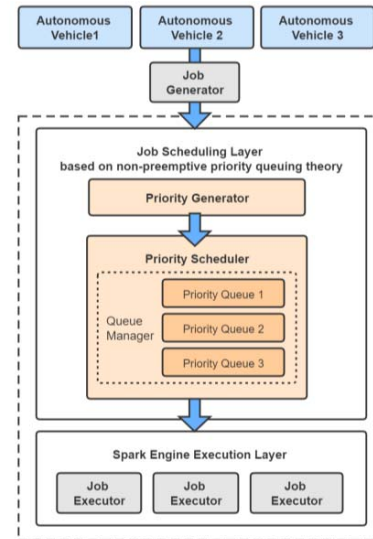 Autonomous
Vehicle1
Autonomous
Vehicle 2
Autonomous
Vehicle 3
Job
Generator
Job Scheduling Layer
based on non-preemptive priority queuing theory
Priority Generator
Priority Scheduler
Queue
Manager
Priority Queue 1
Priority Queue 2
Priority Queue 3
Spark Engine Execution Layer
Job
Executor
Job
Executor
Job
Executor